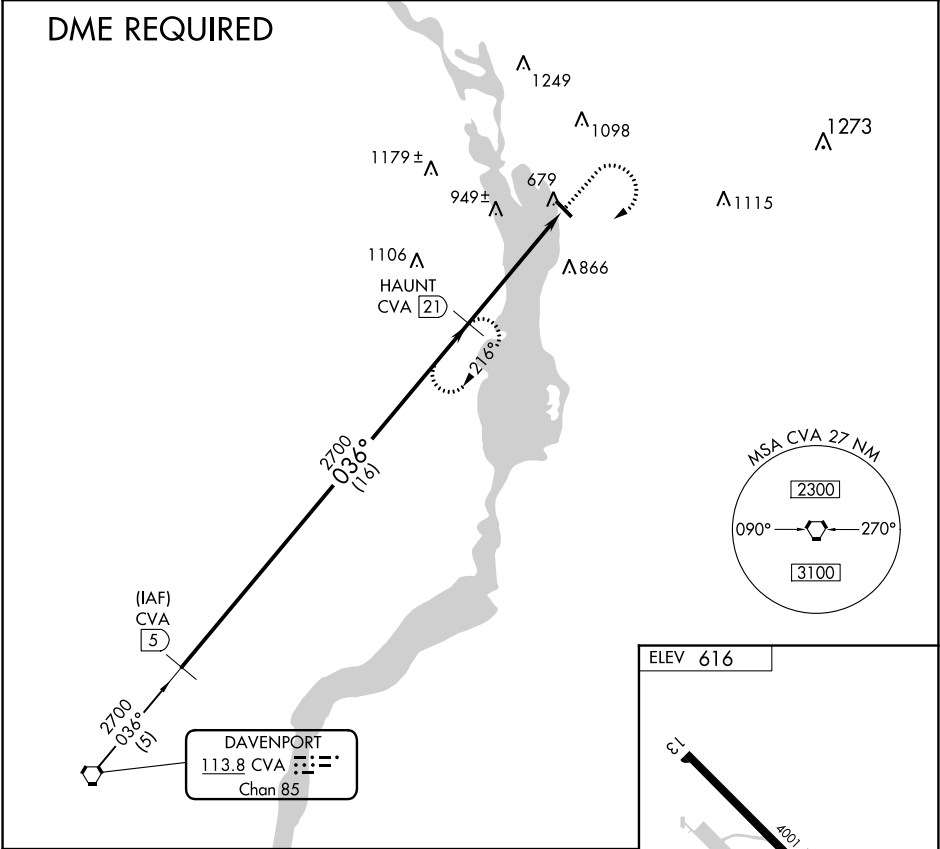 DME REQUIRED
1249
1098
1273
1179 ±
679
949 ±
1115
1106
866
HAUNT
CVA 21
216°
2700
036°
(16)
MSA CVA 27 NM
2300
090°
270°
3100
(IAF)
CVA
5
ELEV 616
2700
036°
(5)
13
DAVENPORT
113.8 CVA
Chan 85
4001